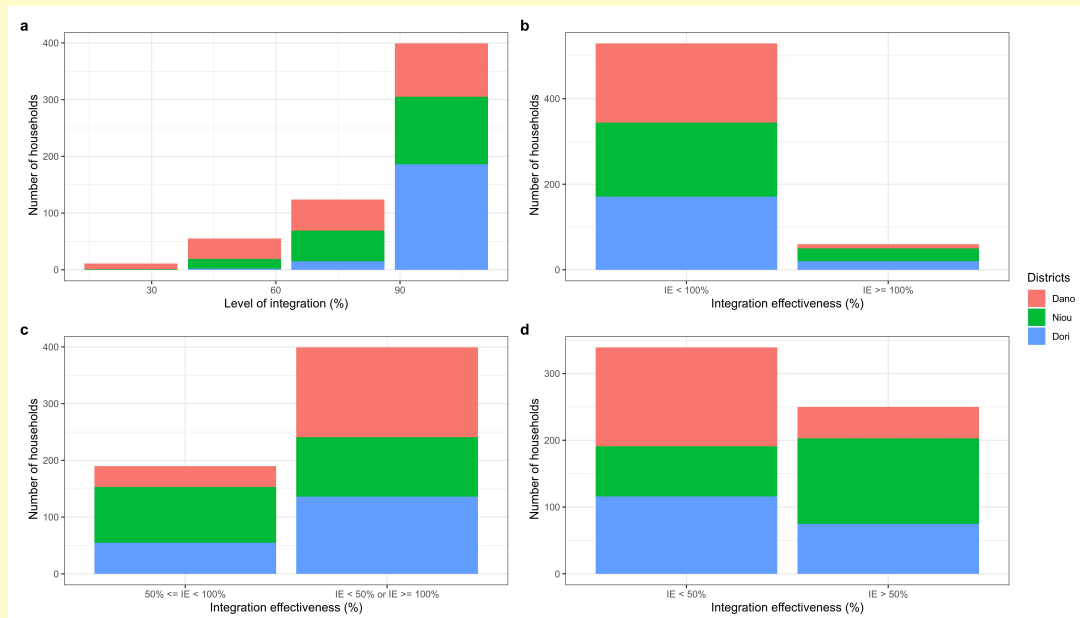 a
400
300
200
100
0
Number of households
30 60 90
Level of integration (%)
b
400
200
0
Number of households
IE < 100% IE >= 100%
Integration effectiveness (%)
c
400
300
200
100
0
Number of households
50% <= IE < 100% IE < 50% or IE >= 100%
Integration effectiveness (%)
d
300
200
100
0
Number of households
IE < 50% IE > 50%
Integration effectiveness (%)
Districts
Dano
Niou
Dori